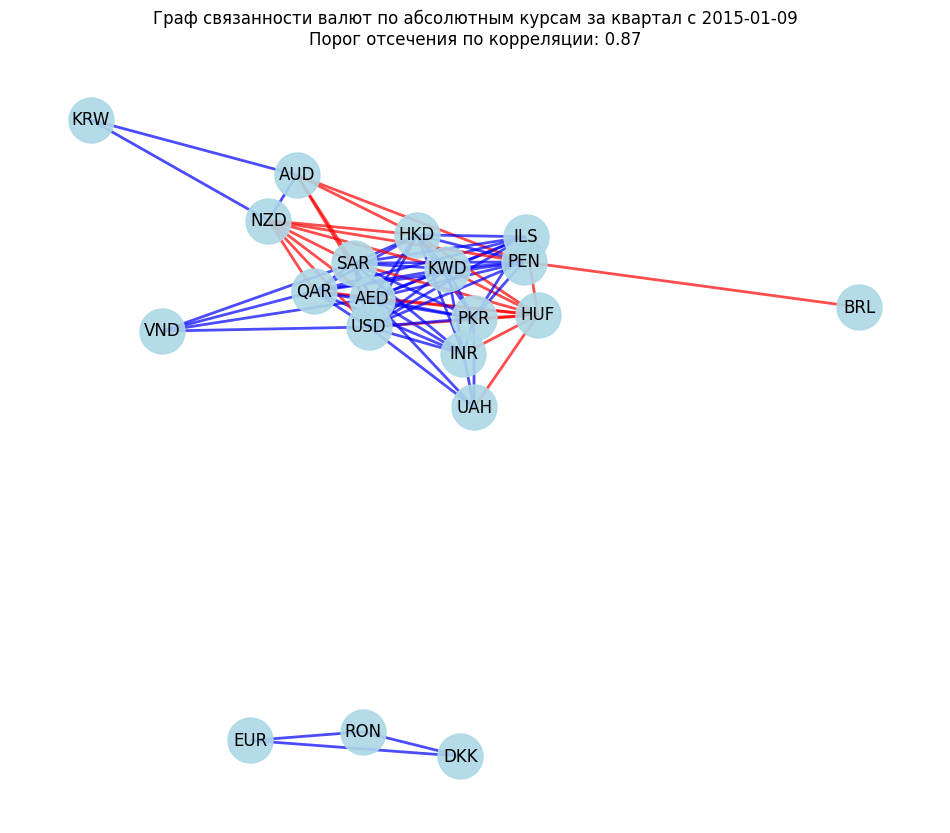 Граф связанности валют по абсолютным курсам за квартал с 2015-01-09
Порог отсечения по корреляции: 0.87
KRW
AUD
NZD
HKD
ILS
SAR
KWD
PEN
QAR
AED
BRL
VND
USD
PKR
HUF
INR
UAH
EUR
RON
DKK